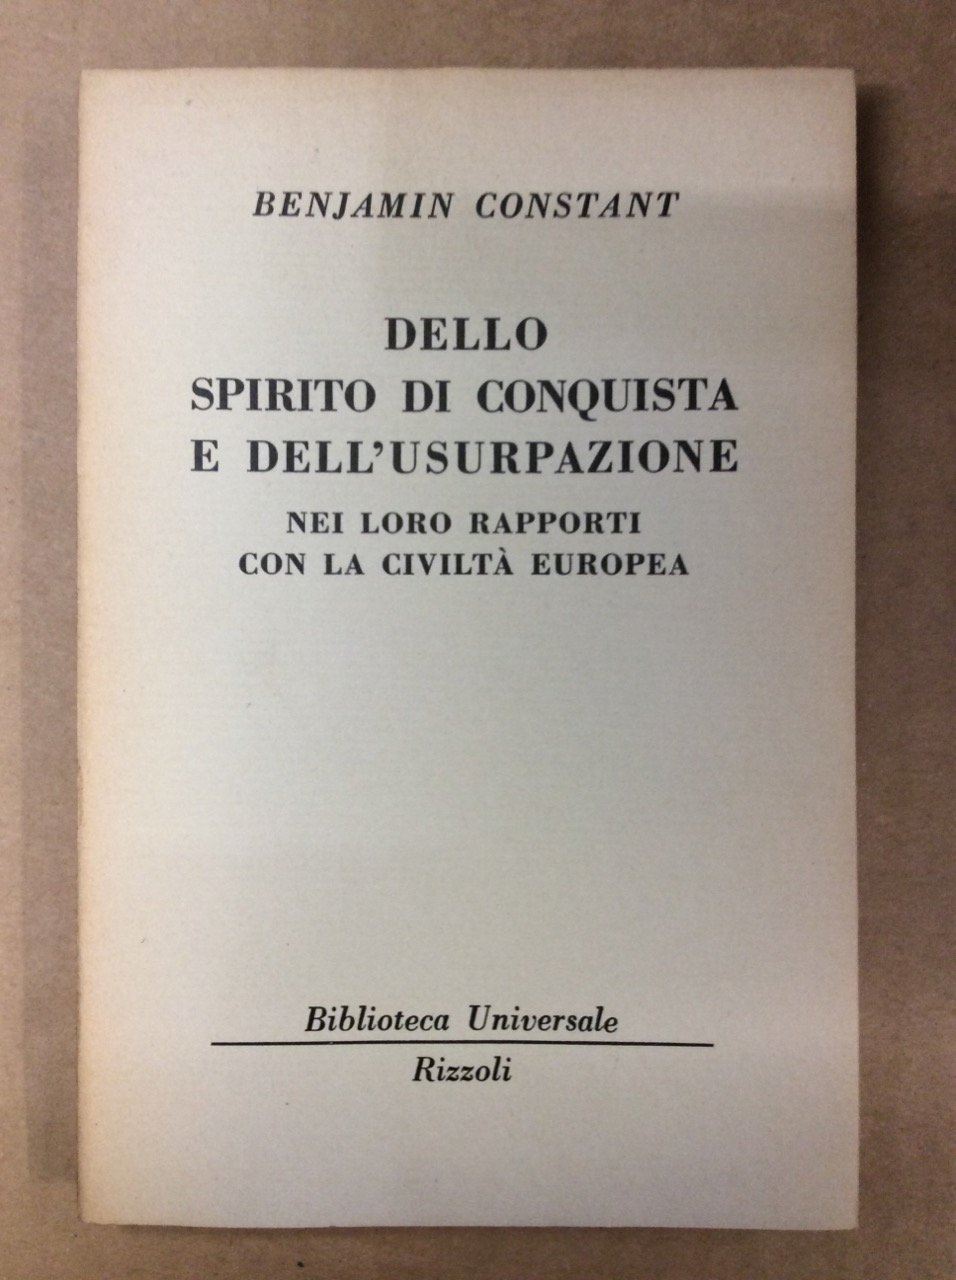 BENJAMIN CONSTANT
DELLO
SPIRITO DI CONQUISTA
E DELL'USURPAZIONE
NEI LORO RAPPORTI
CON LA CIVILTÀ EUROPEA
Biblioteca Universale
Rizzoli